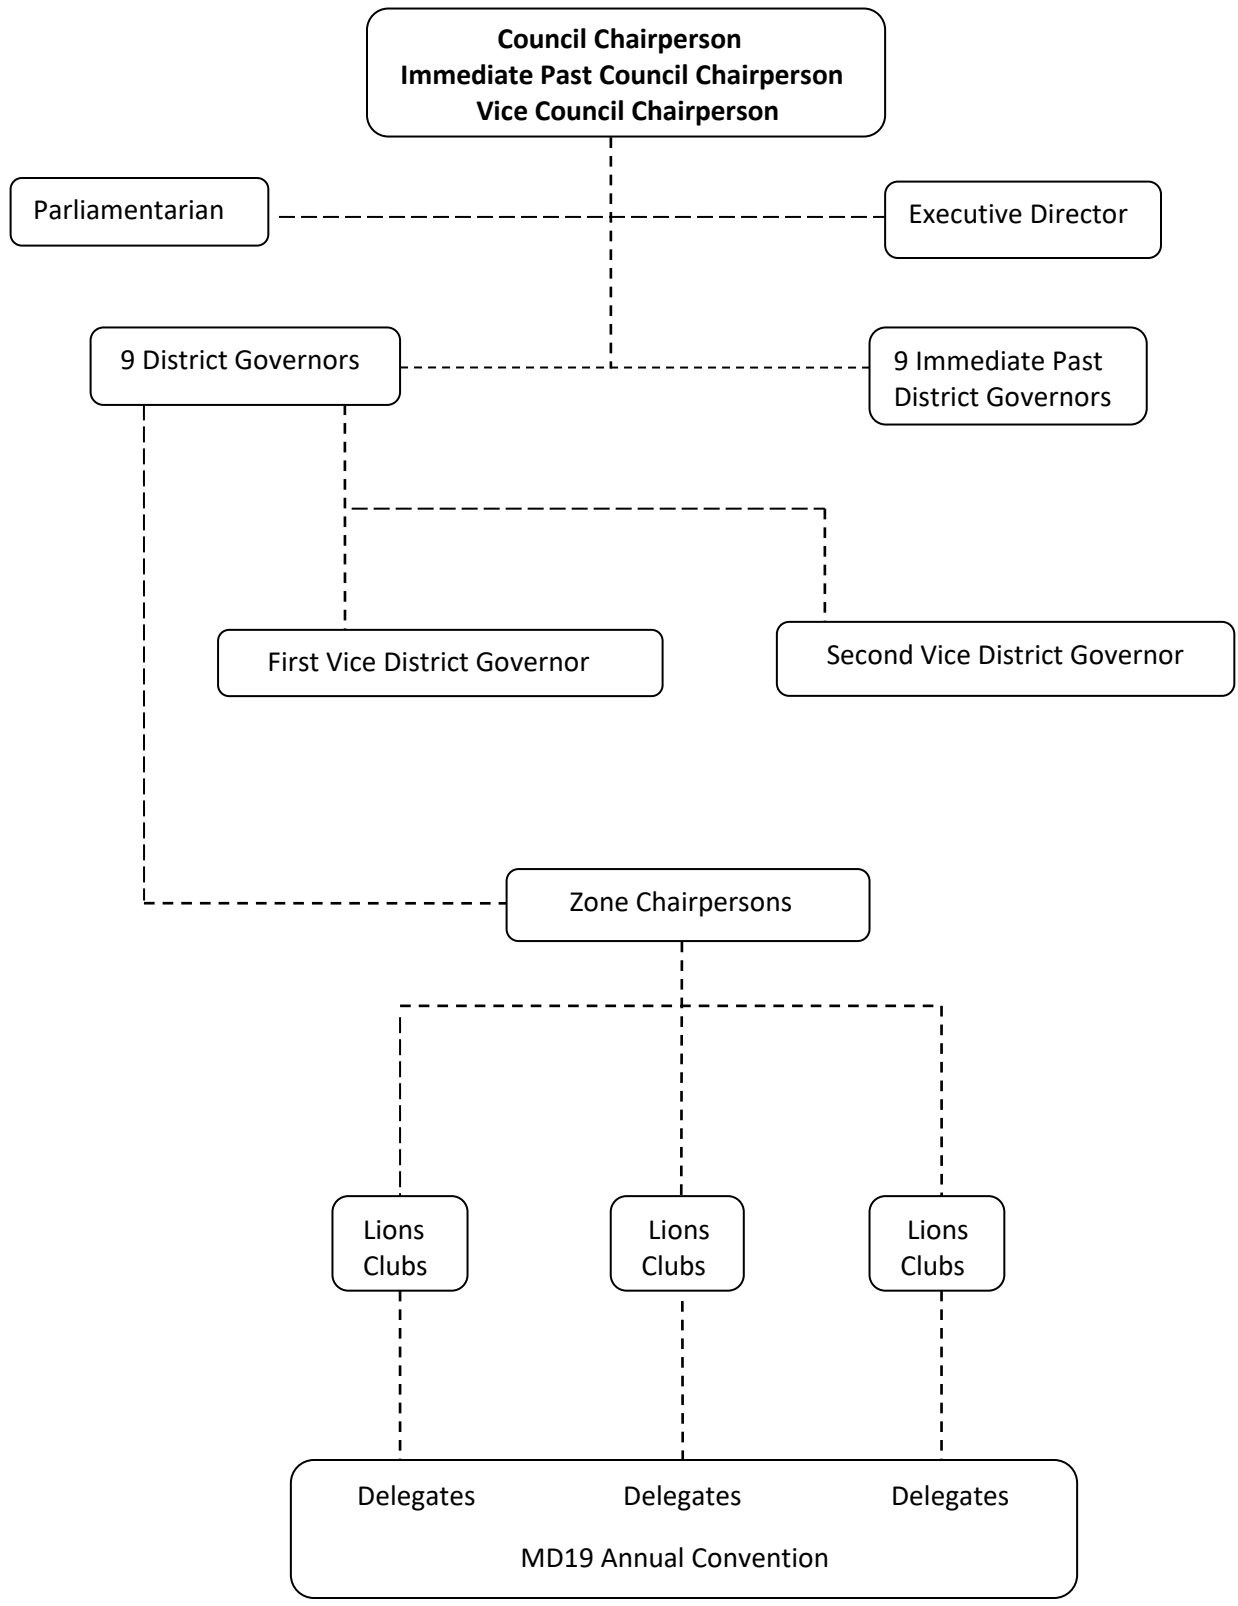 Council Chairperson
Immediate Past Council Chairperson
Vice Council Chairperson
Parliamentarian
Executive Director
9 District Governors
9 Immediate Past
District Governors
First Vice District Governor
Second Vice District Governor
Zone Chairpersons
Lions
Clubs
Lions
Clubs
Lions
Clubs
Delegates
Delegates
Delegates
MD19 Annual Convention